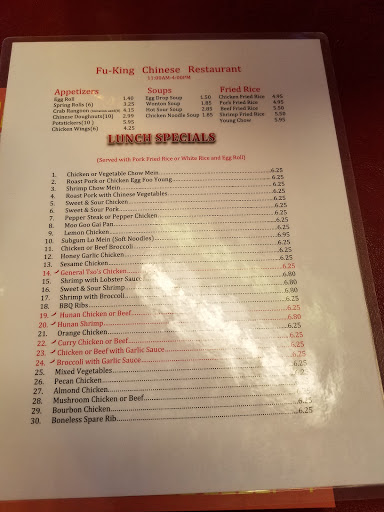 Fu-King Chinese Restaurant
11:00AM-4:00PM
Appetizers Soups Fried Rice
Egg Roll 1.40 Egg Drop Soup 1.50 Chicken Fried Rice 4.95
Spring Rolls (6) 3.25 Wonton Soup 1.85 Pork Fried Rice 4.95
Crab Rangoon 4.25 Hot Sour Soup 2.85 Beef Fried Rice 5.50
Chinese Doughnuts(10) 2.99 Chicken Noodle Soup 1.85 Shrimp Fried Rice 5.50
Potstickers(10) 5.95 Young Chow 5.95
Chicken Wings(6) 4.25
LUNCH SPECIALS
(Served with Pork Fried Rice or White Rice and Egg Roll)
1. Chicken or Vegetable Chow Mein 6.25
2. Roast Pork or Chicken Egg Foo Young 6.25
3. Shrimp Chow Mein 6.25
4. Roast Pork with Chinese Vegetables 6.25
5. Sweet & Sour Chicken 6.25
6. Sweet & Sour Pork 6.25
7. Pepper Steak or Pepper Chicken 6.25
8. Moo Goo Gai Pan 6.25
9. Lemon Chicken 6.25
10. Subgum Lo Mein (Soft Noodles) 6.95
11. Chicken or Beef Broccoli 6.25
12. Honey Garlic Chicken 6.25
13. Sesame Chicken 6.25
14. General Tso's Chicken 6.25
15. Shrimp with Lobster Sauce 6.80
16. Sweet & Sour Shrimp 6.80
17. Shrimp with Broccoli 6.80
18. BBQ Ribs
19. Hunan Chicken or Beef 6.25
20. Hunan Shrimp 6.80
21. Orange Chicken 6.25
22. Curry Chicken or Beef 6.25
23. Chicken or Beef with Garlic Sauce 6.25
24. Broccoli with Garlic Sauce 6.25
25. Mixed Vegetables
26. Pecan Chicken 6.25
27. Almond Chicken 6.25
28. Mushroom Chicken or Beef 6.25
29. Bourbon Chicken 6.25
30. Boneless Spare Rib 6.25